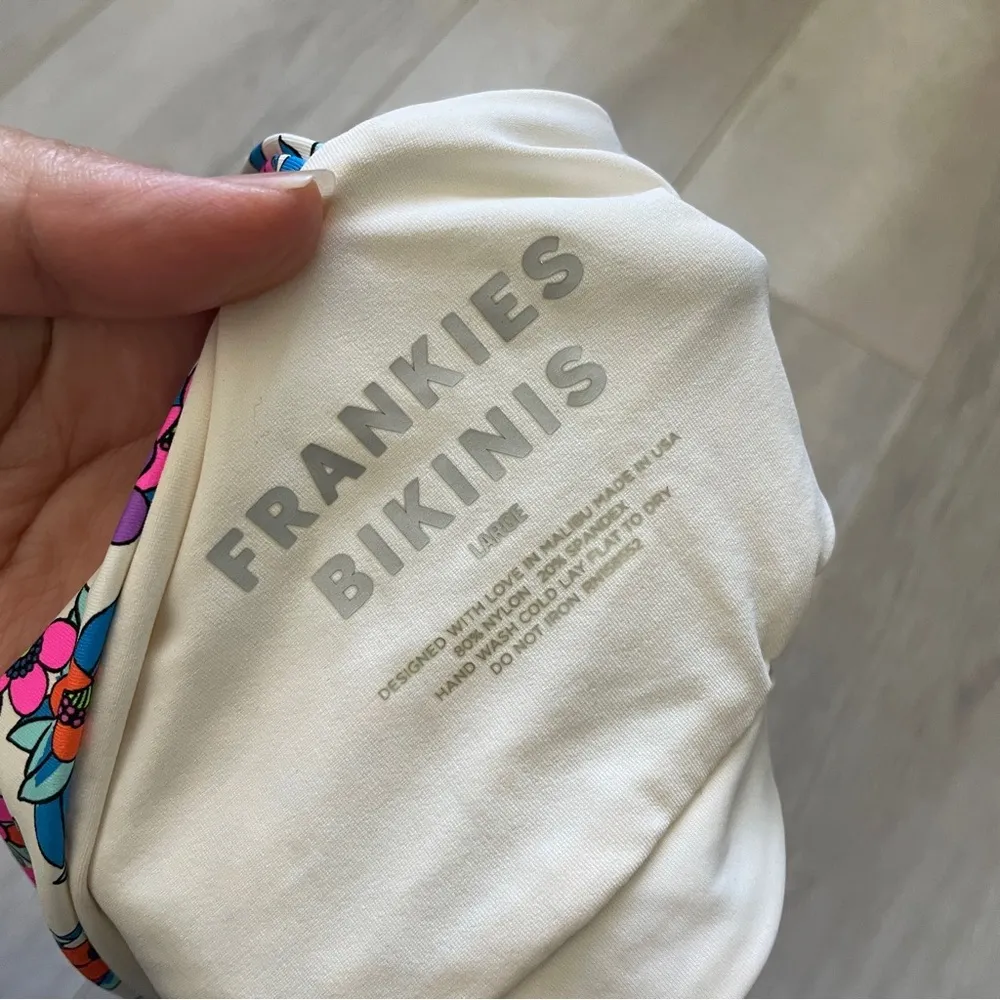 FRANKIES
BIKINIS
LARGE
DESIGNED WITH LOVE IN MALIBU MADE IN USA
80% NYLON 20% SPANDEX
HAND WASH COLD LAY FLAT TO DRY
DO NOT IRON